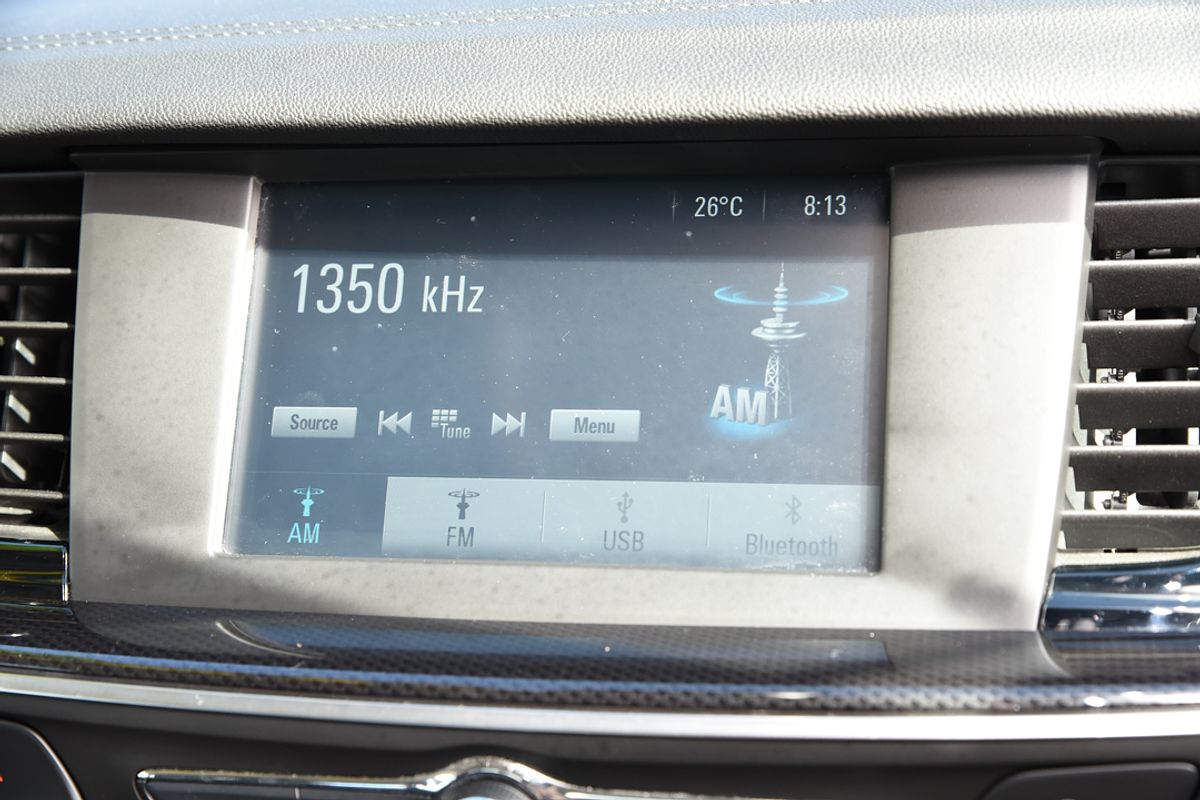 26°C 8:13
1350 kHz
AM
Source Tune Menu
AM FM USB Bluetooth